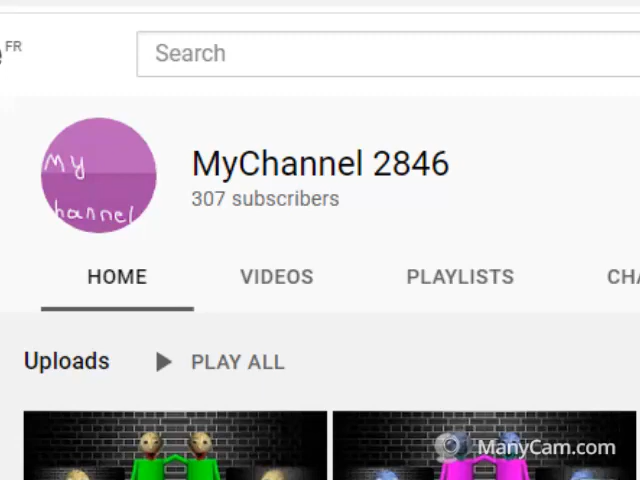 FR
Search
My
hannel
MyChannel 2846
307 subscribers
HOME VIDEOS PLAYLISTS CHA
Uploads PLAY ALL
ManyCam.com